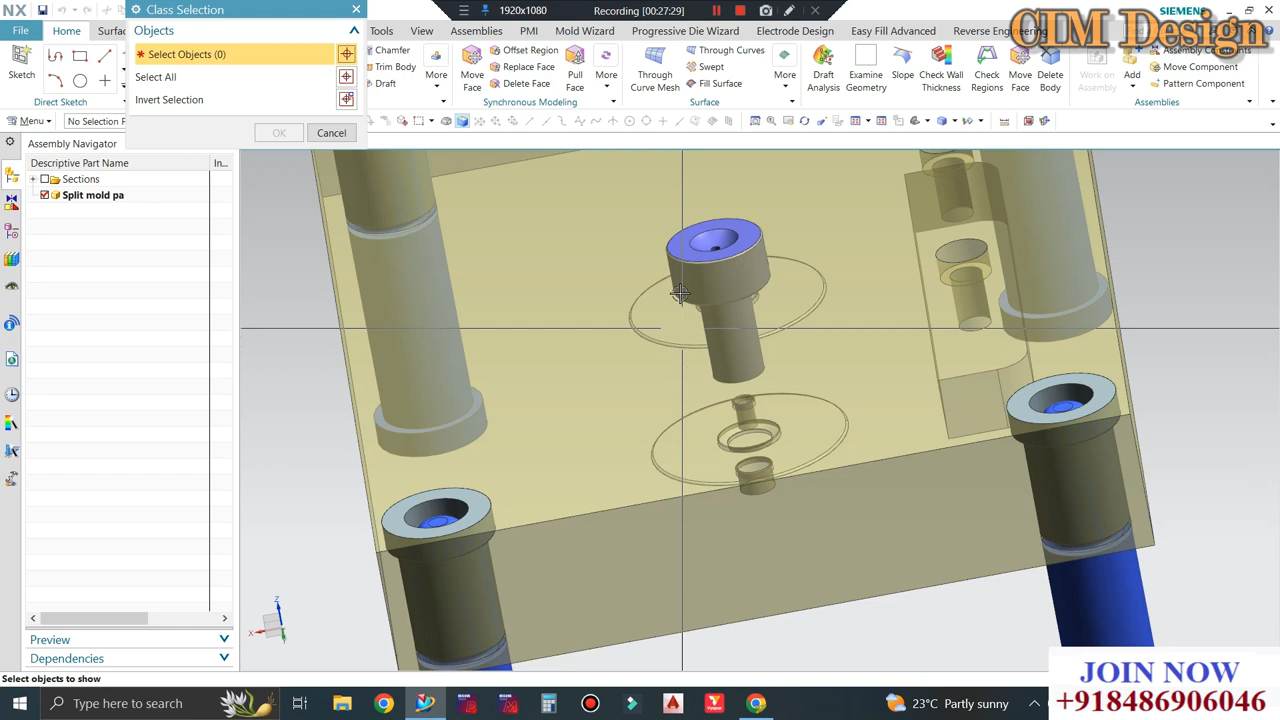 NX
Class Selection
1920x1080
Recording [00:27:29]
SIEMENS
CIM Design
File
Home
Surfac
Objects
Tools
View
Assemblies
PMI
Mold Wizard
Progressive Die Wizard
Electrode Design
Easy Fill Advanced
Reverse Engineering
* Select Objects (0)
Select All
Invert Selection
OK
Cancel
Sketch
Direct Sketch
Chamfer
Trim Body
Draft
More
Move Face
Offset Region
Replace Face
Delete Face
Pull Face
More
Synchronous Modeling
Through Curve Mesh
Through Curves
Swept
Fill Surface
More
Surface
Draft Analysis
Examine Geometry
Slope
Check Wall Thickness
Check Regions
Move Face
Delete Body
Work on Assembly
Add
Assembly Constraints
Move Component
Pattern Component
Assemblies
Menu
No Selection F
Assembly Navigator
Descriptive Part Name
In...
Sections
Split mold pa
Z
X
Preview
Dependencies
Select objects to show
JOIN NOW
+918486906046
Type here to search
23°C Partly sunny